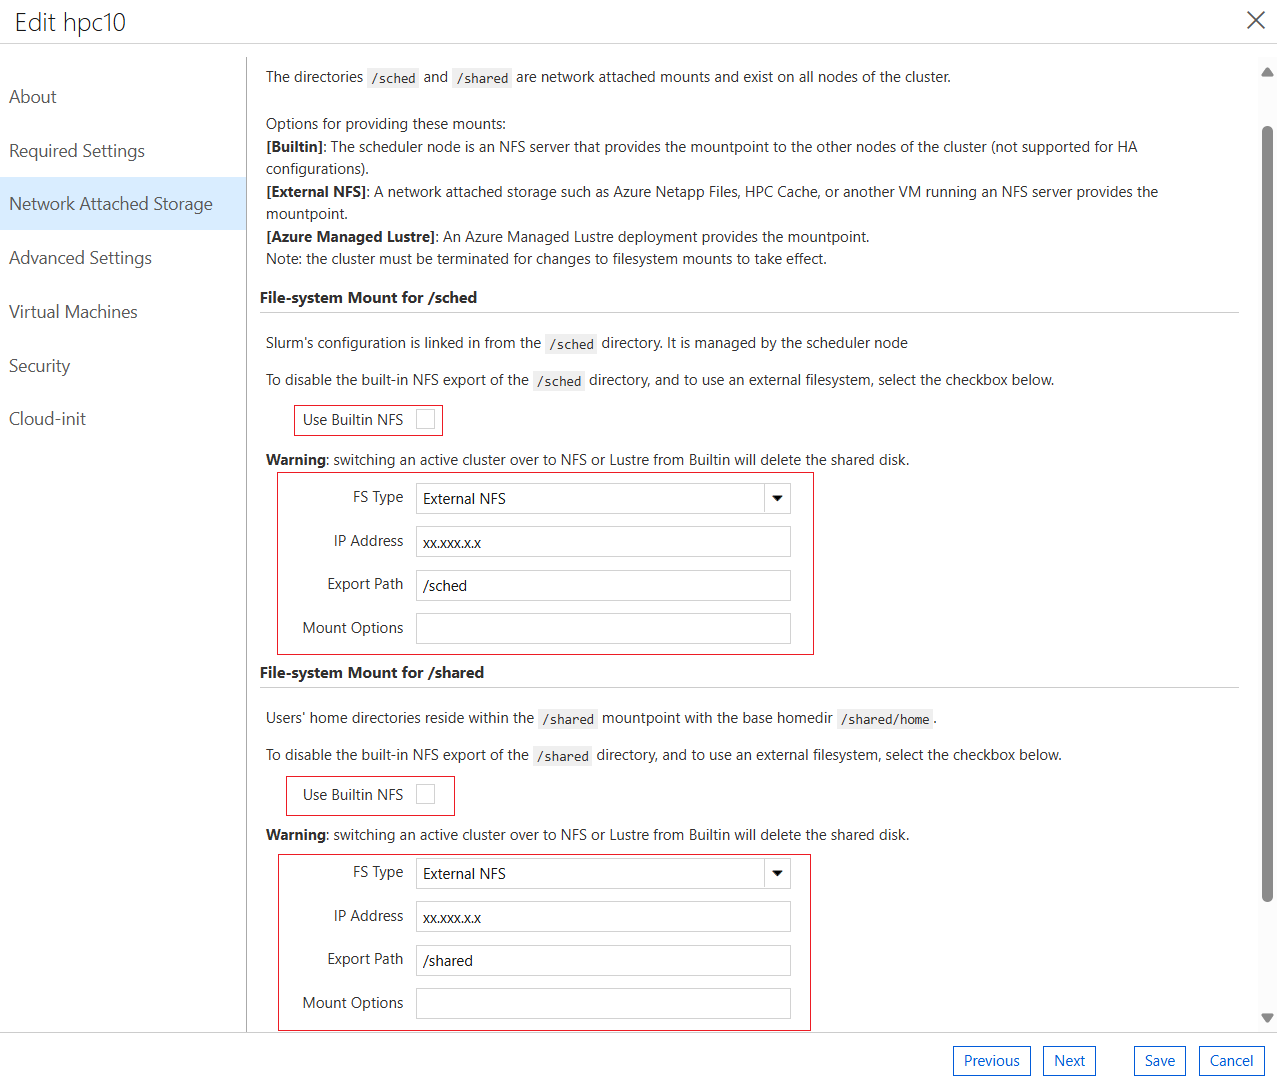 Edit hpc10
About
Required Settings
Network Attached Storage
Advanced Settings
Virtual Machines
Security
Cloud-init
The directories /sched and /shared are network attached mounts and exist on all nodes of the cluster.
Options for providing these mounts:
[Builtin]: The scheduler node is an NFS server that provides the mountpoint to the other nodes of the cluster (not supported for HA
configurations).
[External NFS]: A network attached storage such as Azure Netapp Files, HPC Cache, or another VM running an NFS server provides the
mountpoint.
[Azure Managed Lustre]: An Azure Managed Lustre deployment provides the mountpoint.
Note: the cluster must be terminated for changes to filesystem mounts to take effect.
File-system Mount for /sched
Slurm's configuration is linked in from the /sched directory. It is managed by the scheduler node
To disable the built-in NFS export of the /sched directory, and to use an external filesystem, select the checkbox below.
Use Builtin NFS
Warning: switching an active cluster over to NFS or Lustre from Builtin will delete the shared disk.
FS Type External NFS
IP Address xx.xxx.x.x
Export Path /sched
Mount Options
File-system Mount for /shared
Users' home directories reside within the /shared mountpoint with the base homedir /shared/home.
To disable the built-in NFS export of the /shared directory, and to use an external filesystem, select the checkbox below.
Use Builtin NFS
Warning: switching an active cluster over to NFS or Lustre from Builtin will delete the shared disk.
FS Type External NFS
IP Address xx.xxx.x.x
Export Path /shared
Mount Options
Previous Next Save Cancel